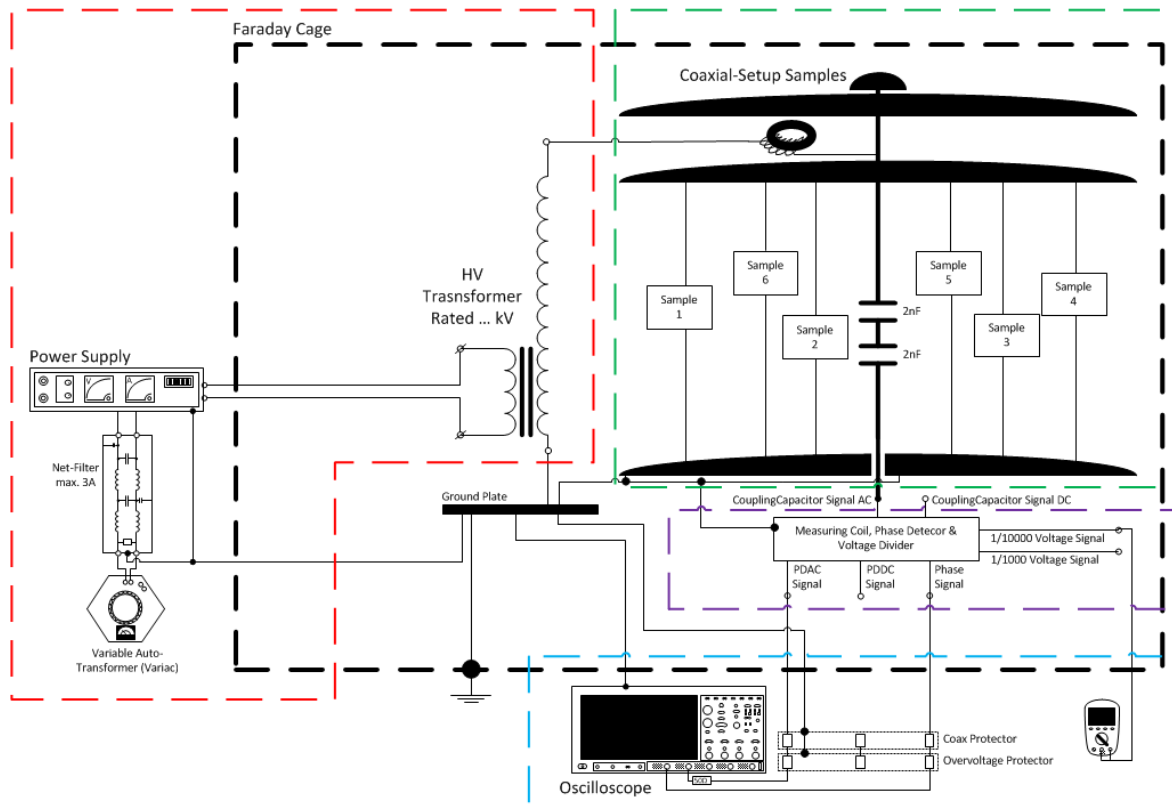 Faraday Cage
Coaxial-Setup Samples
HV
Trasnsformer
Rated ... kV
Sample
1
Sample
6
Sample
2
Sample
5
Sample
3
Sample
4
2nF
2nF
Power Supply
V
A
Net-Filter
max. 3A
Variable Auto-
Transformer (Variac)
Ground Plate
CouplingCapacitor Signal AC
CouplingCapacitor Signal DC
Measuring Coil, Phase Detecor &
Voltage Divider
1/10000 Voltage Signal
1/1000 Voltage Signal
PDAC
Signal
PDDC
Signal
Phase
Signal
Coax Protector
Overvoltage Protector
50Ω
Oscilloscope